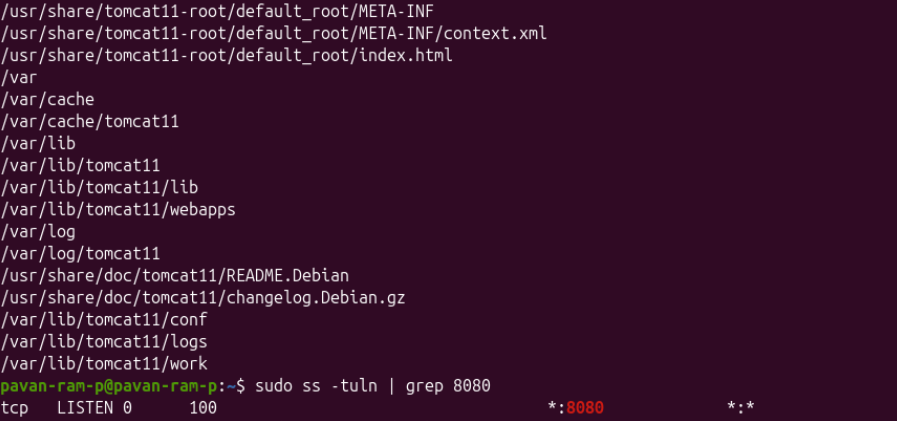 /usr/share/tomcat11-root/default_root/META-INF
/usr/share/tomcat11-root/default_root/META-INF/context.xml
/usr/share/tomcat11-root/default_root/index.html
/var
/var/cache
/var/cache/tomcat11
/var/lib
/var/lib/tomcat11
/var/lib/tomcat11/lib
/var/lib/tomcat11/webapps
/var/log
/var/log/tomcat11
/usr/share/doc/tomcat11/README.Debian
/usr/share/doc/tomcat11/changelog.Debian.gz
/var/lib/tomcat11/conf
/var/lib/tomcat11/logs
/var/lib/tomcat11/work
pavan-ram-p@pavan-ram-p:~$ sudo ss -tuln | grep 8080
tcp   LISTEN 0      100                                   *:8080             *:*